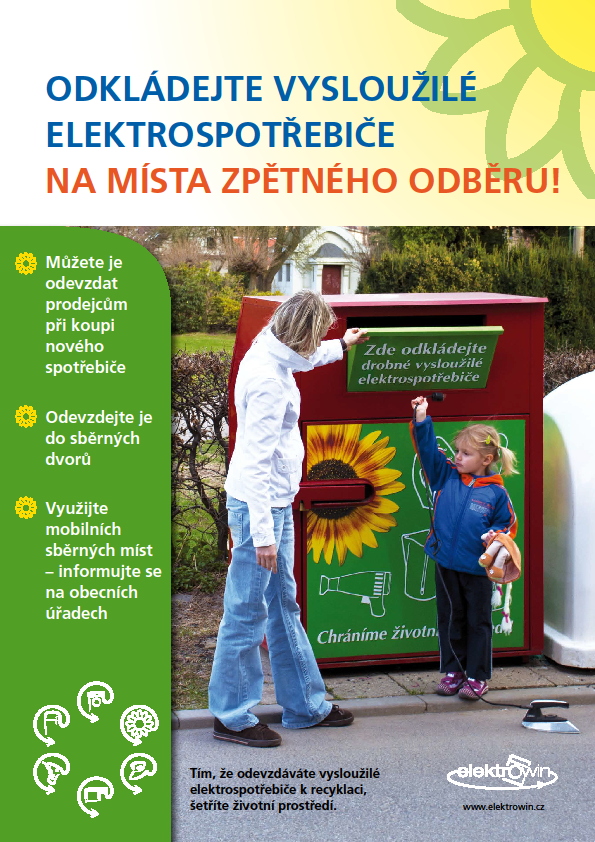 ODKLÁDEJTE VYSLOUŽILÉ
ELEKTROSPOTŘEBIČE
NA MÍSTA ZPĚTNÉHO ODBĚRU!
Můžete je
odevzdat
prodejcům
při koupi
nového
spotřebiče
Odevzdejte je
do sběrných
dvorů
Využijte
mobilních
sběrných míst
– informujte se
na obecních
úřadech
Zde odkládejte
drobné vysloužilé
elektrospotřebiče
Chráníme
Tím, že odevzdáváte vysloužilé
elektrospotřebiče k recyklaci,
šetříte životní prostředí.
elektrowin
www.elektrowin.cz